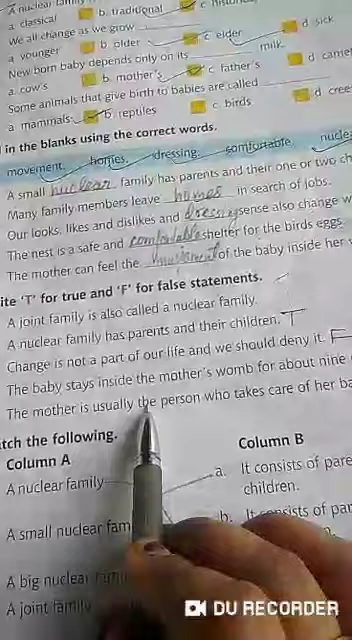 A nuclear family
a. classical b. traditional c.
We all change as we grow
a younger b. older c elder d. sick
New born baby depends only on its milk.
a. cow's b. mother's c father's d.
Some animals that give birth to babies are called
a mammals b. reptiles c. birds d.
in the blanks using the correct words.
movement, homes, dressing, comfortable,
A small nuclear family has parents and their one or two
Many family members leave homes in search of jobs.
Our looks, likes and dislikes and dressing sense also change
The nest is a safe and comfortable shelter for the birds eggs.
The mother can feel the movement of the baby inside her
'T' for true and 'F' for false statements.
A joint family is also called a nuclear family.
A nuclear family has parents and their children. T
Change is not a part of our life and we should deny it. F
The baby stays inside the mother's womb for about nine
The mother is usually the person who takes care of her
the following.
Column A Column B
A nuclear family a. It consists of
children.
A small nuclear b. It consists of
A big nuclear
A joint family
DU RECORDER